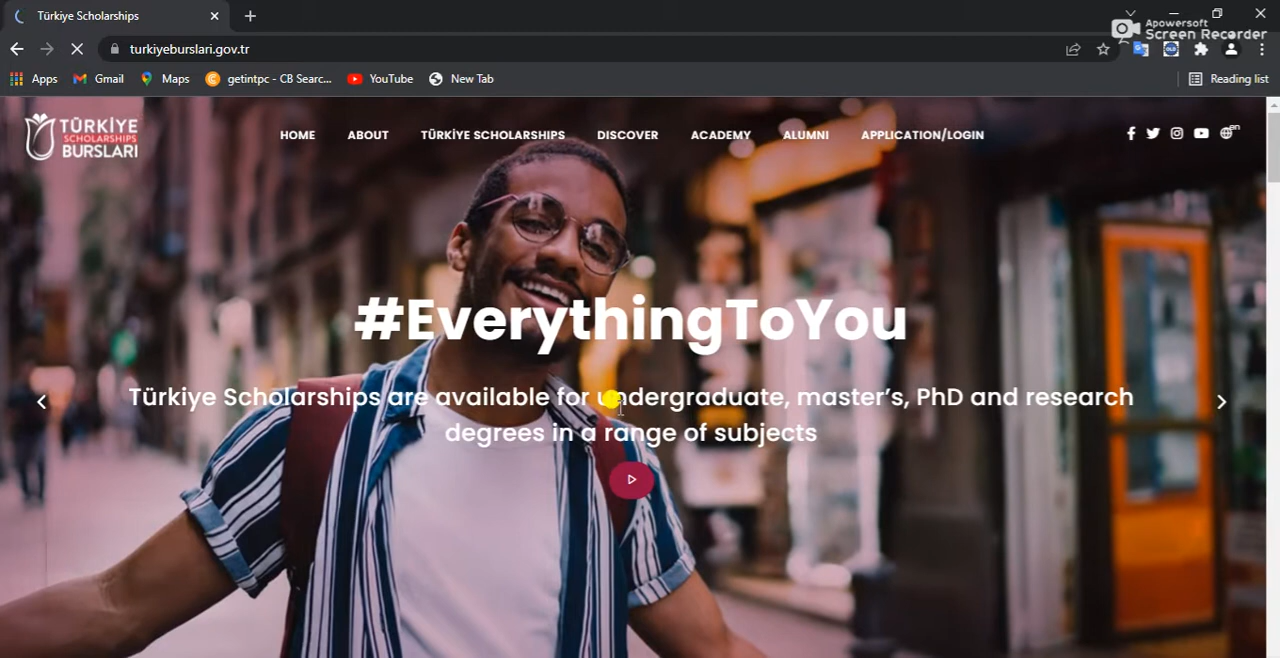 Türkiye Scholarships
Apowersoft
Screen Recorder
turkiyeburslari.gov.tr
Apps
Gmail
Maps
getintpc - CB Searc...
YouTube
New Tab
Reading list
TÜRKİYE
SCHOLARSHIPS
BURSLARI
HOME
ABOUT
TÜRKİYE SCHOLARSHIPS
DISCOVER
ACADEMY
ALUMNI
APPLICATION/LOGIN
en
#EverythingToYou
Türkiye Scholarships are available for undergraduate, master's, PhD and research
degrees in a range of subjects